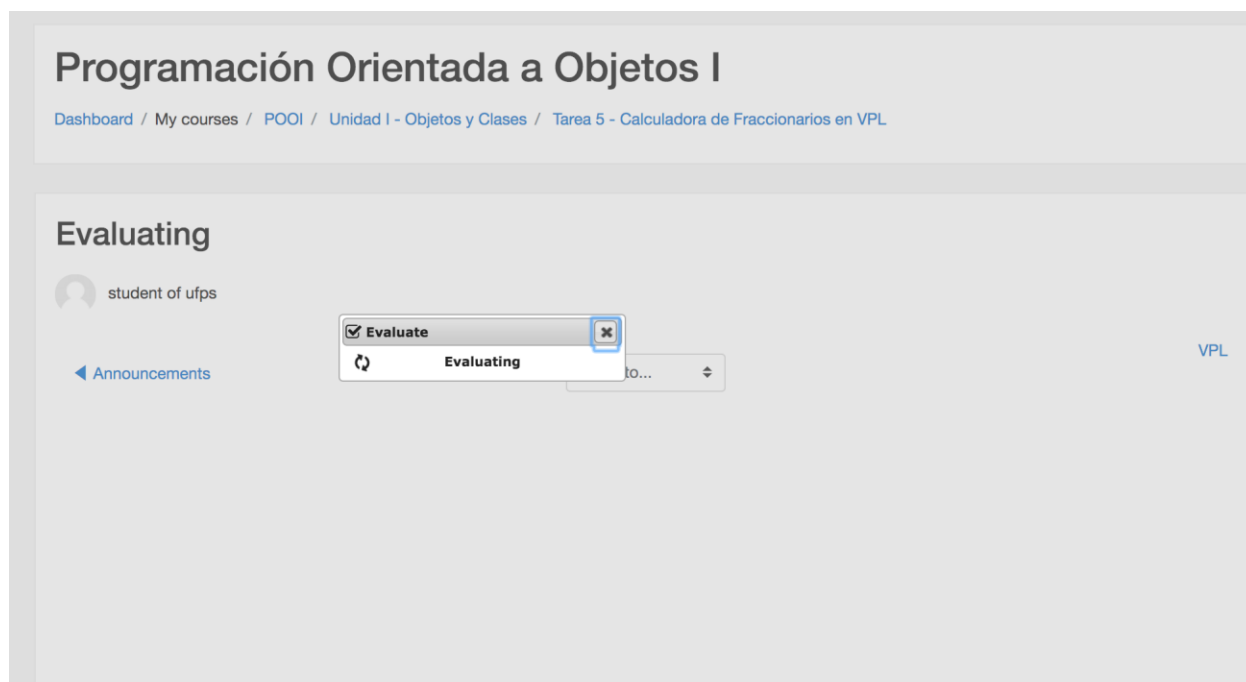 Programación Orientada a Objetos I
Dashboard / My courses / POOI / Unidad I - Objetos y Clases / Tarea 5 - Calculadora de Fraccionarios en VPL
Evaluating
student of ufps
Evaluate
Evaluating
VPL
Announcements
to...